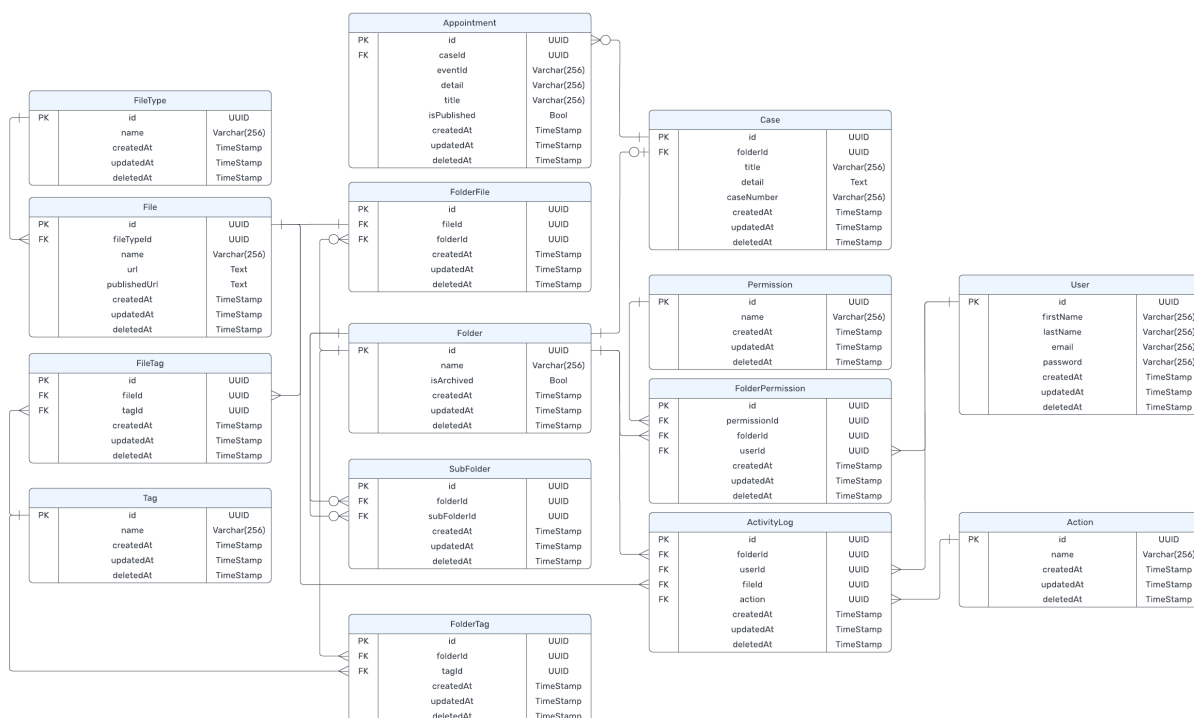 Appointment
PK id UUID
FK caseId UUID
eventId Varchar(256)
detail Varchar(256)
title Varchar(256)
isPublished Bool
createdAt TimeStamp
updatedAt TimeStamp
deletedAt TimeStamp
FileType
PK id UUID
name Varchar(256)
createdAt TimeStamp
updatedAt TimeStamp
deletedAt TimeStamp
Case
PK id UUID
FK folderId UUID
title Varchar(256)
detail Text
caseNumber Varchar(256)
createdAt TimeStamp
updatedAt TimeStamp
deletedAt TimeStamp
File
PK id UUID
FK fileTypeId UUID
name Varchar(256)
url Text
publishedUrl Text
createdAt TimeStamp
updatedAt TimeStamp
deletedAt TimeStamp
FolderFile
PK id UUID
FK fileId UUID
FK folderId UUID
createdAt TimeStamp
updatedAt TimeStamp
deletedAt TimeStamp
Permission
PK id UUID
name Varchar(256)
createdAt TimeStamp
updatedAt TimeStamp
deletedAt TimeStamp
User
PK id UUID
firstName Varchar(256)
lastName Varchar(256)
email Varchar(256)
password Varchar(256)
createdAt TimeStamp
updatedAt TimeStamp
deletedAt TimeStamp
Folder
PK id UUID
name Varchar(256)
isArchived Bool
createdAt TimeStamp
updatedAt TimeStamp
deletedAt TimeStamp
FileTag
PK id UUID
FK fileId UUID
FK tagId UUID
createdAt TimeStamp
updatedAt TimeStamp
deletedAt TimeStamp
FolderPermission
PK id UUID
FK permissionId UUID
FK folderId UUID
FK userId UUID
createdAt TimeStamp
updatedAt TimeStamp
deletedAt TimeStamp
SubFolder
PK id UUID
FK folderId UUID
FK subFolderId UUID
createdAt TimeStamp
updatedAt TimeStamp
deletedAt TimeStamp
Tag
PK id UUID
name Varchar(256)
createdAt TimeStamp
updatedAt TimeStamp
deletedAt TimeStamp
ActivityLog
PK id UUID
FK folderId UUID
FK userId UUID
FK fileId UUID
FK action UUID
createdAt TimeStamp
updatedAt TimeStamp
deletedAt TimeStamp
Action
PK id UUID
name Varchar(256)
createdAt TimeStamp
updatedAt TimeStamp
deletedAt TimeStamp
FolderTag
PK id UUID
FK folderId UUID
FK tagId UUID
createdAt TimeStamp
updatedAt TimeStamp
deletedAt TimeStamp